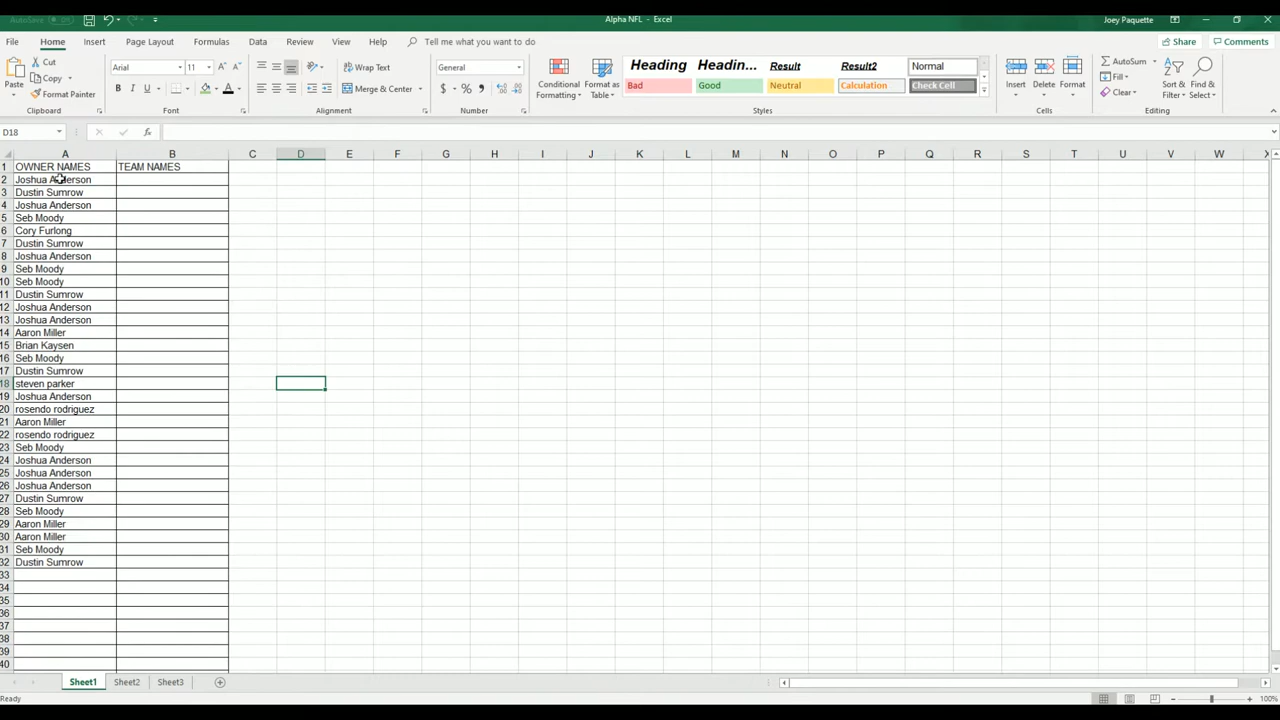 AutoSave Off
Alpha NFL - Excel
Joey Paquette
File Home Insert Page Layout Formulas Data Review View Help Tell me what you want to do Share Comments
Paste Cut Copy Format Painter Clipboard
Arial 11 B I U A Font
Wrap Text Merge & Center Alignment
General $ % , Number
Conditional Formatting Format as Table
Heading Headin... Result Result2 Normal
Bad Good Neutral Calculation Check Cell
Styles
Insert Delete Format Cells
AutoSum Fill Clear Sort & Filter Find & Select Editing
D18 fx
A B C D E F G H I J K L M N O P Q R S T U V W X
1 OWNER NAMES TEAM NAMES
2 Joshua Anderson
3 Dustin Sumrow
4 Joshua Anderson
5 Seb Moody
6 Cory Furlong
7 Dustin Sumrow
8 Joshua Anderson
9 Seb Moody
10 Seb Moody
11 Dustin Sumrow
12 Joshua Anderson
13 Joshua Anderson
14 Aaron Miller
15 Brian Kaysen
16 Seb Moody
17 Dustin Sumrow
18 steven parker
19 Joshua Anderson
20 rosendo rodriguez
21 Aaron Miller
22 rosendo rodriguez
23 Seb Moody
24 Joshua Anderson
25 Joshua Anderson
26 Joshua Anderson
27 Dustin Sumrow
28 Seb Moody
29 Aaron Miller
30 Aaron Miller
31 Seb Moody
32 Dustin Sumrow
33
34
35
36
37
38
39
40
Sheet1 Sheet2 Sheet3
Ready
100%